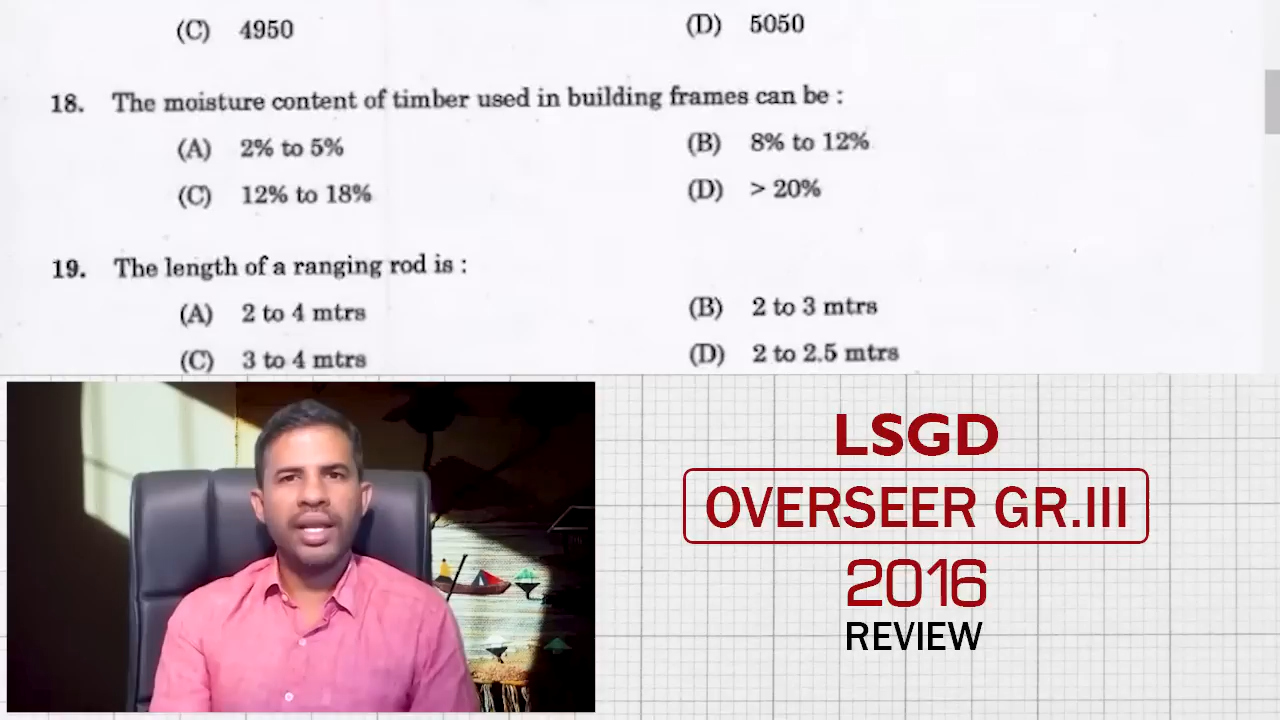 (C) 4950 (D) 5050
18. The moisture content of timber used in building frames can be :
(A) 2% to 5% (B) 8% to 12%
(C) 12% to 18% (D) > 20%
19. The length of a ranging rod is :
(A) 2 to 4 mtrs (B) 2 to 3 mtrs
(C) 3 to 4 mtrs (D) 2 to 2.5 mtrs
LSGD
OVERSEER GR.III
2016
REVIEW